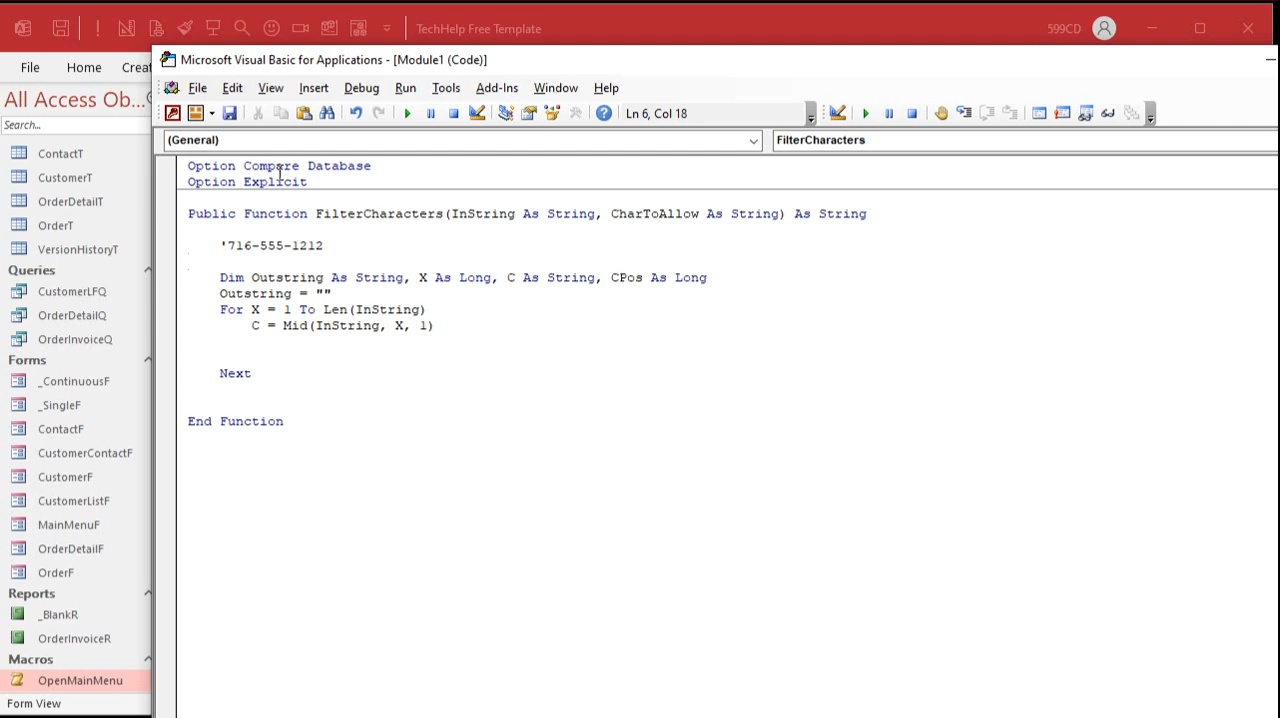 TechHelp Free Template
599CD
File Home Creat
Microsoft Visual Basic for Applications - [Module1 (Code)]
All Access Ob...
File Edit View Insert Debug Run Tools Add-Ins Window Help
Search...
Ln 6, Col 18
(General)
FilterCharacters
ContactT
CustomerT
OrderDetailT
OrderT
VersionHistoryT
Queries
CustomerLFQ
OrderDetailQ
OrderInvoiceQ
Forms
_ContinuousF
_SingleF
ContactF
CustomerContactF
CustomerF
CustomerListF
MainMenuF
OrderDetailF
OrderF
Reports
_BlankR
OrderInvoiceR
Macros
OpenMainMenu
Form View
Option Compare Database
Option Explicit
Public Function FilterCharacters(InString As String, CharToAllow As String) As String
'716-555-1212
Dim Outstring As String, X As Long, C As String, CPos As Long
Outstring = ""
For X = 1 To Len(InString)
C = Mid(InString, X, 1)
Next
End Function